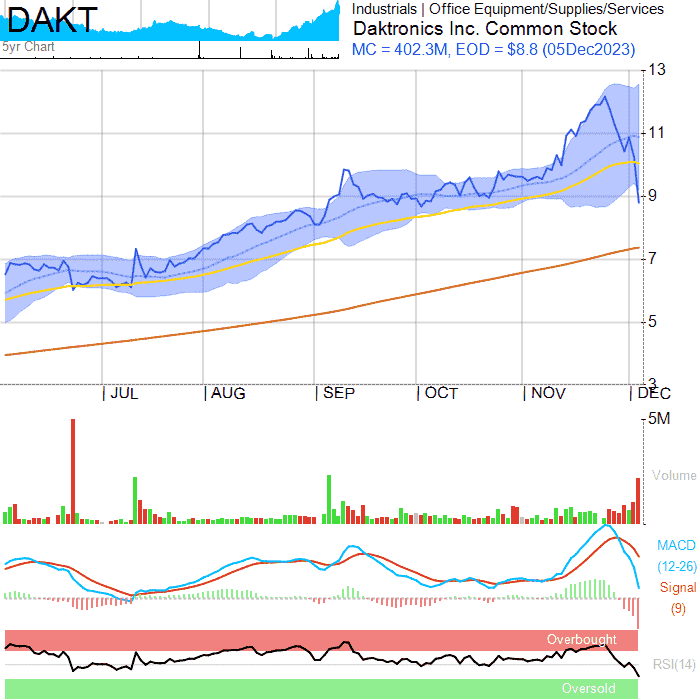 DAKT
5yr Chart
Industrials | Office Equipment/Supplies/Services
Daktronics Inc. Common Stock
MC = 402.3M, EOD = $8.8 (05Dec2023)
13
11
9
7
5
3
| JUL | AUG | SEP | OCT | NOV | DEC
5M
Volume
MACD
(12-26)
Signal
(9)
Overbought
RSI(14)
Oversold